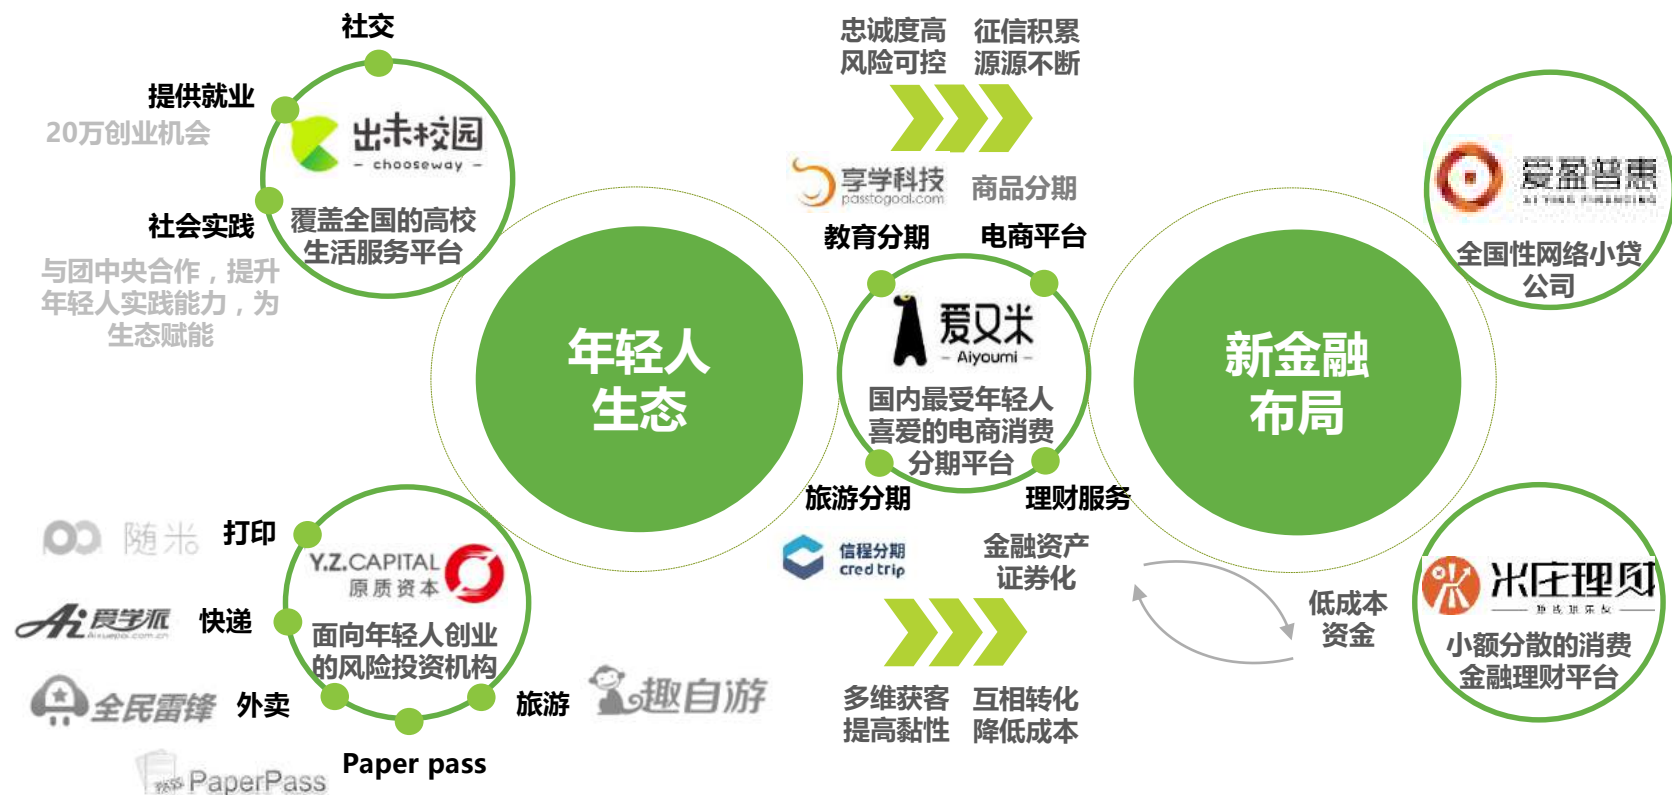 社交
提供就业
20万创业机会
出未校园
- chooseway -
覆盖全国的高校
生活服务平台
社会实践
与团中央合作，提升
年轻人实践能力，为
生态赋能
年轻人
生态
随米
打印
Y.Z.CAPITAL
原质资本
面向年轻人创业
的风险投资机构
Ai爱学派
Aixuepai.com.cn
快递
全民雷锋
外卖
PaperPass
Paper pass
旅游
趣自游
忠诚度高
风险可控
征信积累
源源不断
享学科技
passtogoal.com
商品分期
教育分期
电商平台
爱又米
- Aiyoumi -
国内最受年轻人
喜爱的电商消费
分期平台
旅游分期
理财服务
信程分期
cred trip
金融资产
证券化
多维获客
提高黏性
互相转化
降低成本
新金融
布局
爱盈普惠
AI YING FINANCING
全国性网络小贷
公司
低成本
资金
米庄理财
小额分散的消费
金融理财平台